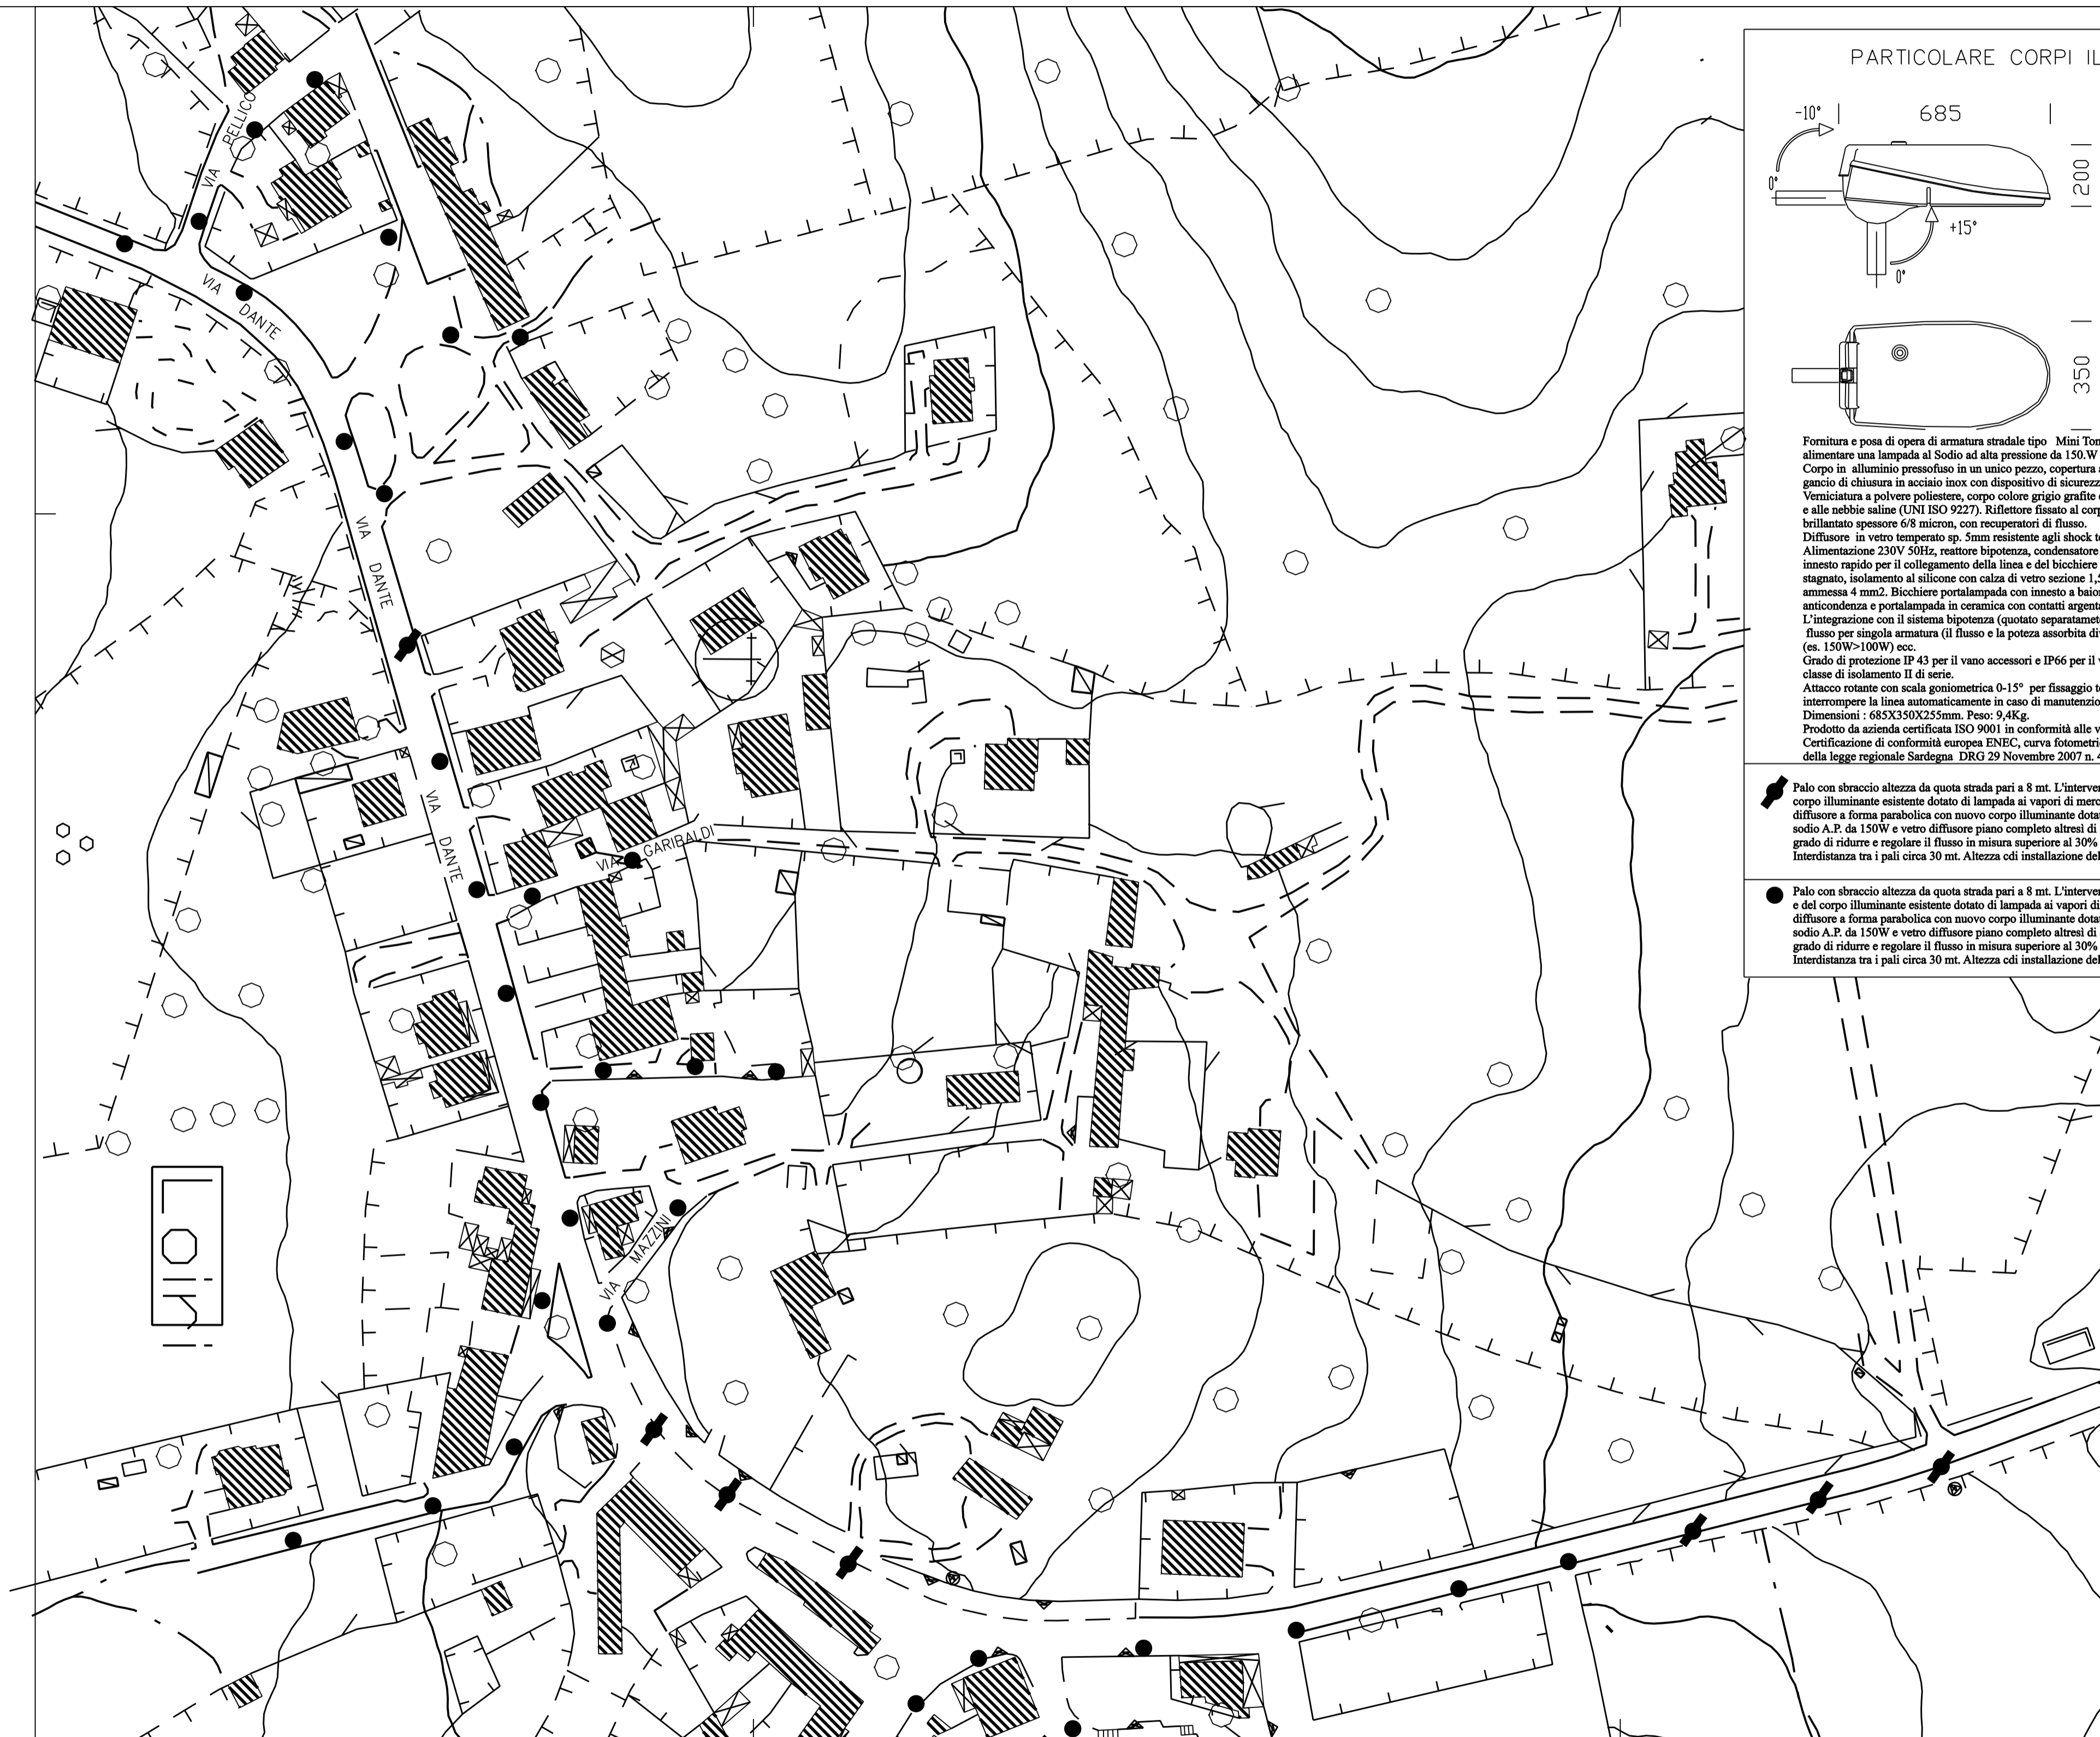 PARTICOLARE CORPI IL
-10°
685
200
0°
+15°
0°
350
Fornitura e posa di opera di armatura stradale tipo Mini Ton
alimentare una lampada al Sodio ad alta pressione da 150.W
Corpo in alluminio pressofuso in un unico pezzo, copertura a
gancio di chiusura in acciaio inox con dispositivo di sicurezz
Verniciatura a polvere poliestere, corpo colore grigio grafite
e alle nebbie saline (UNI ISO 9227). Riflettore fissato al corp
brillantato spessore 6/8 micron, con recuperatori di flusso.
Diffusore in vetro temperato sp. 5mm resistente agli shock t
Alimentazione 230V 50Hz, reattore bipotenza, condensatore
innesto rapido per il collegamento della linea e del bicchiere
stagnato, isolamento al silicone con calza di vetro sezione 1,5
ammessa 4 mm2. Bicchiere portalampada con innesto a baion
anticondenza e portalampada in ceramica con contatti argenta
L'integrazione con il sistema bipotenza (quotato separatamet
flusso per singola armatura (il flusso e la poteza assorbita di
(es. 150W>100W) ecc.
Grado di protezione IP 43 per il vano accessori e IP66 per il v
classe di isolamento II di serie.
Attacco rotante con scala goniometrica 0-15° per fissaggio te
interrompere la linea automaticamente in caso di manutenzio
Dimensioni : 685X350X255mm. Peso: 9,4Kg.
Prodotto da azienda certificata ISO 9001 in conformità alle v
Certificazione di conformità europea ENEC, curva fotometri
della legge regionale Sardegna DRG 29 Novembre 2007 n. 4
Palo con sbraccio altezza da quota strada pari a 8 mt. L'interven
corpo illuminante esistente dotato di lampada ai vapori di merc
diffusore a forma parabolica con nuovo corpo illuminante dotat
sodio A.P. da 150W e vetro diffusore piano completo altresì di
grado di ridurre e regolare il flusso in misura superiore al 30%
Interdistanza tra i pali circa 30 mt. Altezza cdi installazione del
Palo con sbraccio altezza da quota strada pari a 8 mt. L'interven
e del corpo illuminante esistente dotato di lampada ai vapori di
diffusore a forma parabolica con nuovo corpo illuminante dotat
sodio A.P. da 150W e vetro diffusore piano completo altresì di
grado di ridurre e regolare il flusso in misura superiore al 30%
Interdistanza tra i pali circa 30 mt. Altezza cdi installazione del
VIA PELLICO
VIA DANTE
VIA DANTE
VIA DANTE
VIA GARIBALDI
VIA MAZZINI
Loiri